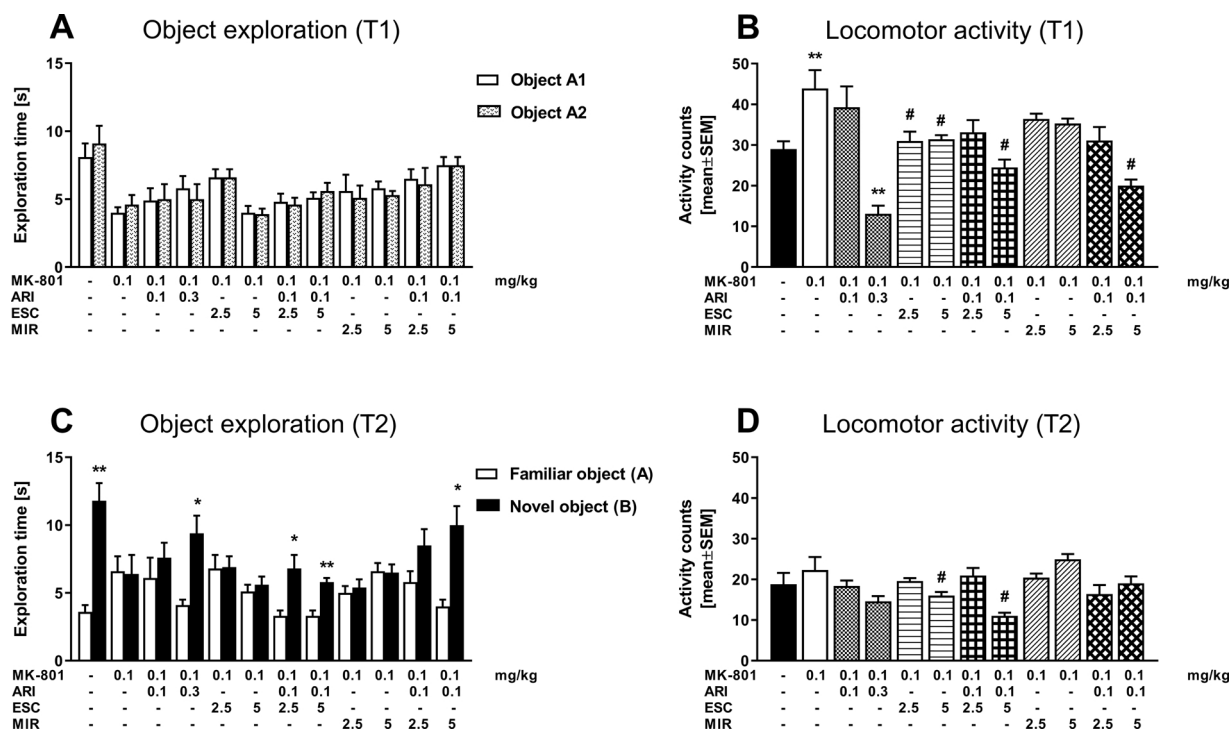 A
Object exploration (T1)
Exploration time [s]
15
10
5
0
Object A1
Object A2
MK-801 - 0.1 0.1 0.1 0.1 0.1 0.1 0.1 0.1 0.1 0.1 0.1 mg/kg
ARI - - 0.1 0.3 - - 0.1 0.1 - - 0.1 0.1
ESC - - - - 2.5 5 2.5 5 - - - -
MIR - - - - - - - - 2.5 5 2.5 5
B
Locomotor activity (T1)
Activity counts
[mean±SEM]
50
40
30
20
10
0
** ** # # # #
MK-801 - 0.1 0.1 0.1 0.1 0.1 0.1 0.1 0.1 0.1 0.1 0.1 mg/kg
ARI - - 0.1 0.3 - - 0.1 0.1 - - 0.1 0.1
ESC - - - - 2.5 5 2.5 5 - - - -
MIR - - - - - - - - 2.5 5 2.5 5
C
Object exploration (T2)
Exploration time [s]
15
10
5
0
** * * ** *
Familiar object (A)
Novel object (B)
MK-801 - 0.1 0.1 0.1 0.1 0.1 0.1 0.1 0.1 0.1 0.1 0.1 mg/kg
ARI - - 0.1 0.3 - - 0.1 0.1 - - 0.1 0.1
ESC - - - - 2.5 5 2.5 5 - - - -
MIR - - - - - - - - 2.5 5 2.5 5
D
Locomotor activity (T2)
Activity counts
[mean±SEM]
50
40
30
20
10
0
# #
MK-801 - 0.1 0.1 0.1 0.1 0.1 0.1 0.1 0.1 0.1 0.1 0.1 mg/kg
ARI - - 0.1 0.3 - - 0.1 0.1 - - 0.1 0.1
ESC - - - - 2.5 5 2.5 5 - - - -
MIR - - - - - - - - 2.5 5 2.5 5